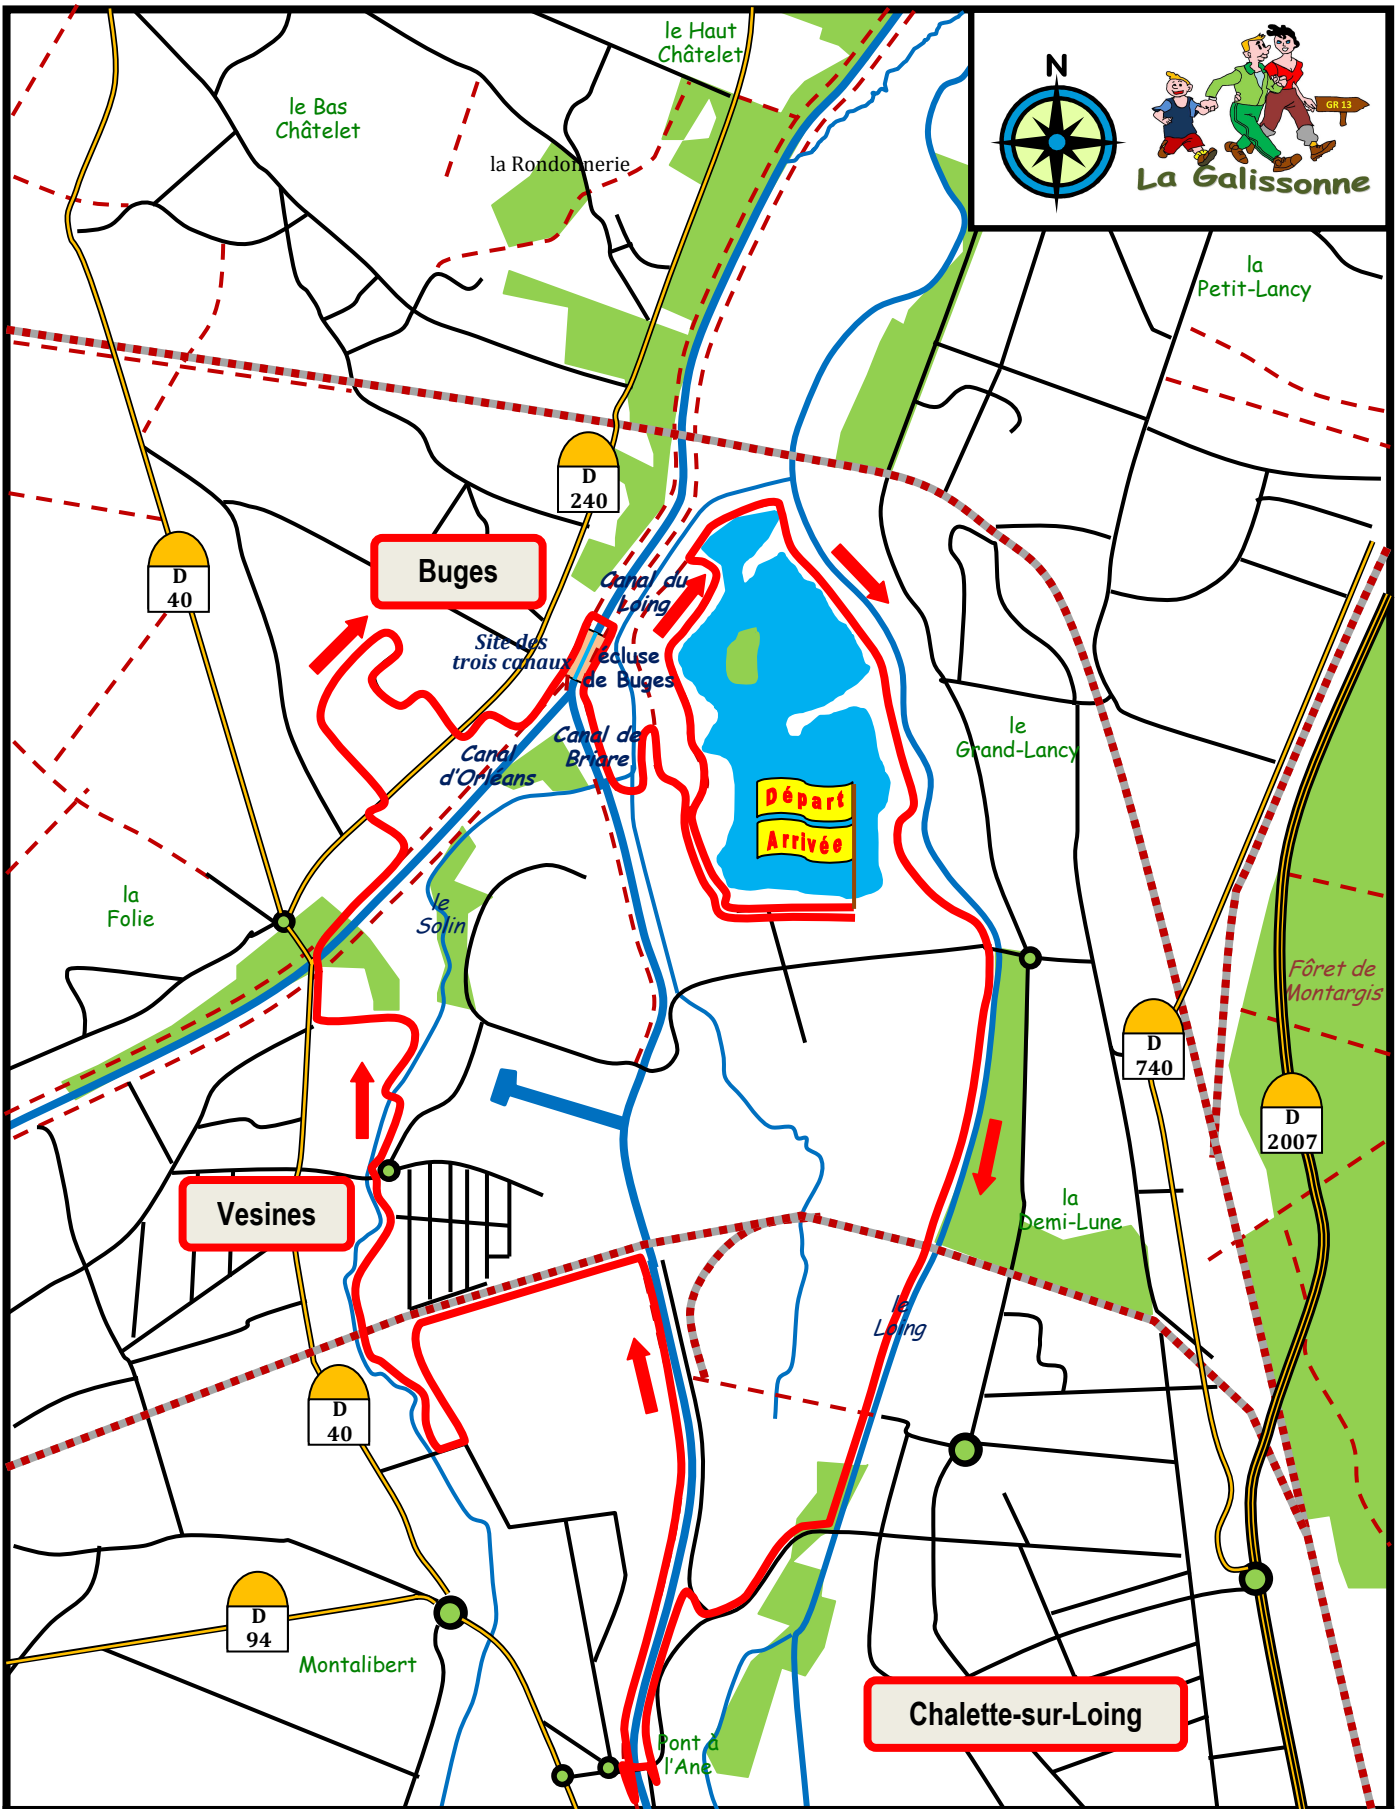 le Haut
Châtelet
N
GR 13
La Galissonne
le Bas
Châtelet
la Rondonnerie
la
Petit-Lancy
D
240
D
40
Buges
Canal du
Loing
Site des
trois canaux
écluse
de Buges
Canal de
Briare
Canal
d'Orléans
le
Grand-Lancy
Départ
Arrivée
la
Folie
le
Solin
Fôret de
Montargis
D
740
D
2007
Vesines
la
Demi-Lune
le
Loing
D
40
D
94
Montalibert
Chalette-sur-Loing
Pont à
l'Ane